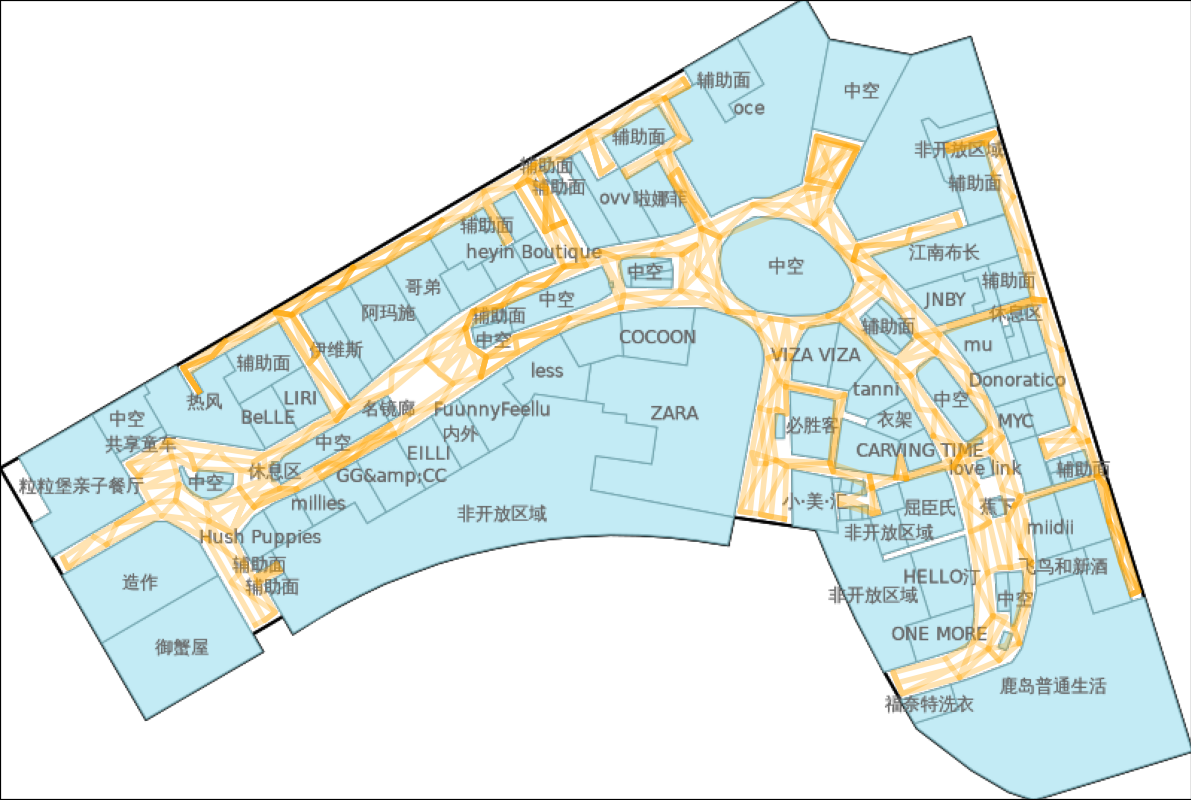 辅助面
oce
中空
辅助面
非开放区域
辅助面
辅助面
辅助面
ovv
啦娜菲
辅助面
heyin Boutique
江南布长
中空
中空
辅助面
哥弟
中空
JNBY
休息区
阿玛施
辅助面
辅助面
中空
COCOON
mu
伊维斯
VIZA VIZA
辅助面
less
Donoratico
tanni
热风
LIRI
中空
名镜廊
FuunnyFeellu
ZARA
BeLLE
中空
衣架
MYC
必胜客
共享童车
中空
内外
CARVING TIME
EILLI
休息区
love link
辅助面
GG&amp;CC
粒粒堡亲子餐厅
中空
millies
小·美·汇
屈臣氏
蕉下
非开放区域
miidii
Hush Puppies
非开放区域
辅助面
飞鸟和新酒
造作
辅助面
HELLO汀
非开放区域
中空
ONE MORE
御蟹屋
鹿岛普通生活
福奈特洗衣